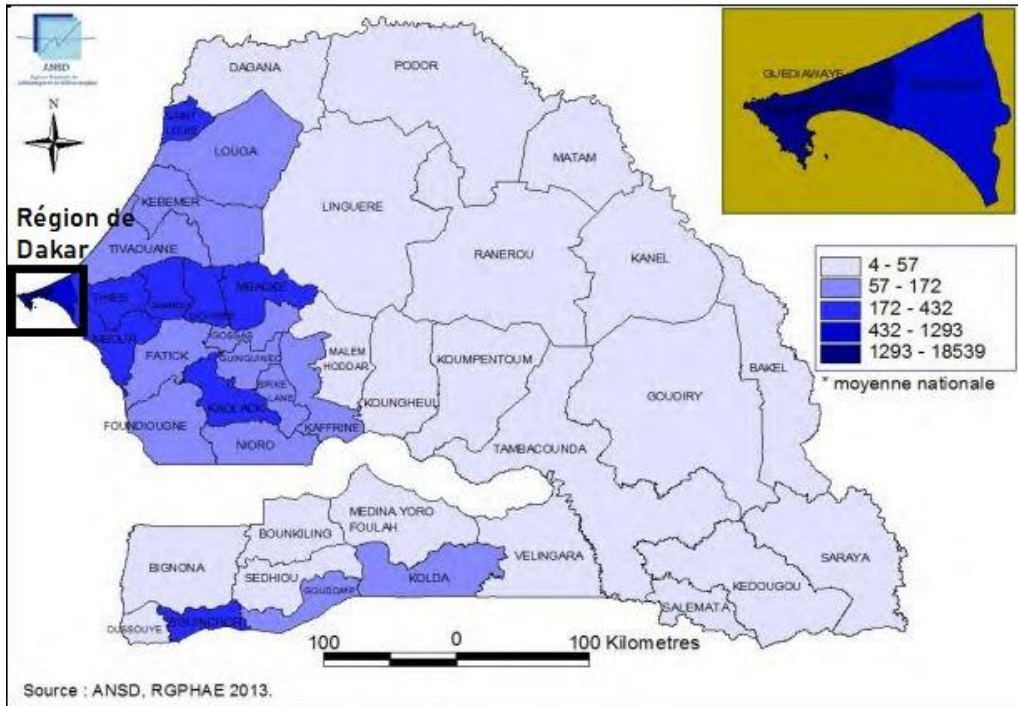 ANSD
N
DAGANA
PODOR
GUEDIAWAYE
SAINT
LOUIS
LOUGA
MATAM
KEBEMER
LINGUERE
Région de
Dakar
TIVAOUANE
RANEROU
KANEL
THIES
MBACKE
4 - 57
57 - 172
172 - 432
432 - 1293
1293 - 18539
* moyenne nationale
MBOUR
GOSSAS
FATICK
GUINGUINEO
MALEM
HODDAR
KOUMPENTOUM
BAKEL
BIRKE
LANE
KOUNGHEUL
GOUDIRY
KAOLACK
FOUNDIOUGNE
KAFFRINE
NIORO
TAMBACOUNDA
MEDINA YORO
FOULAH
BOUNKILING
VELINGARA
SARAYA
BIGNONA
SEDHIOU
KOLDA
KEDOUGOU
GOUDOMP
SALEMATA
OUSSOUYE
ZIGUINCHOR
100 0 100 Kilometres
Source : ANSD, RGPHAE 2013.